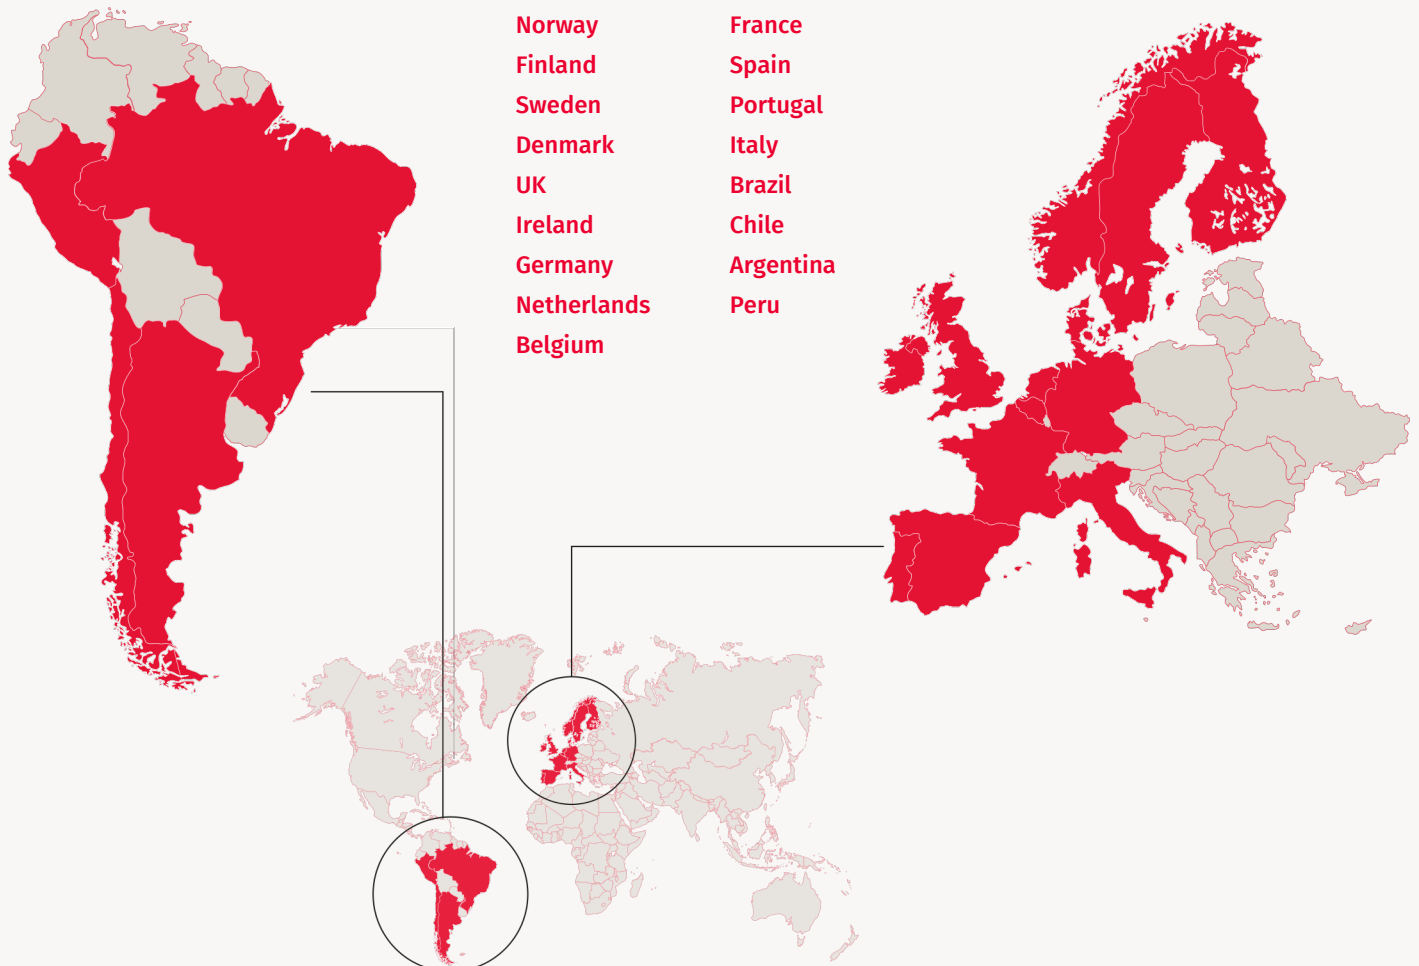 Norway
Finland
Sweden
Denmark
UK
Ireland
Germany
Netherlands
Belgium
France
Spain
Portugal
Italy
Brazil
Chile
Argentina
Peru